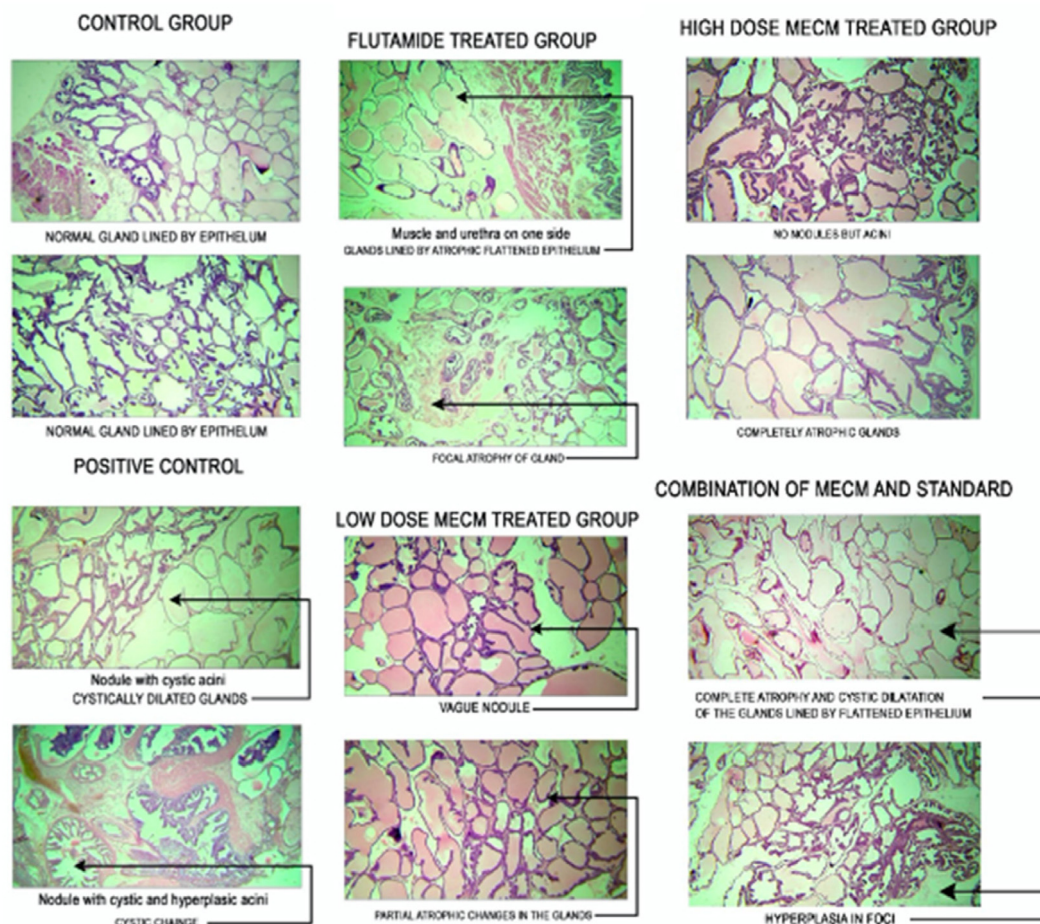 CONTROL GROUP
NORMAL GLAND LINED BY EPITHELUM
NORMAL GLAND LINED BY EPITHELUM
POSITIVE CONTROL
Nodule with cystic acini
CYSTICALLY DILATED GLANDS
Nodule with cystic and hyperplasic acini
CYSTIC CHAINGE
FLUTAMIDE TREATED GROUP
Muscle and urethra on one side
GLANDS LINED BY ATROPHIC FLATTENED EPITHELIUM
FOCAL ATROPHY OF GLAND
LOW DOSE MECM TREATED GROUP
VAGUE NODULE
PARTIAL ATROPHIC CHANGES IN THE GLANDS
HIGH DOSE MECM TREATED GROUP
NO NODULES BUT ACINI
COMPLETELY ATROPHIC GLANDS
COMBINATION OF MECM AND STANDARD
COMPLETE ATROPHY AND CYSTIC DILATATION
OF THE GLANDS LINED BY FLATTENED EPITHELIUM
HYPERPLASIA IN FOCI